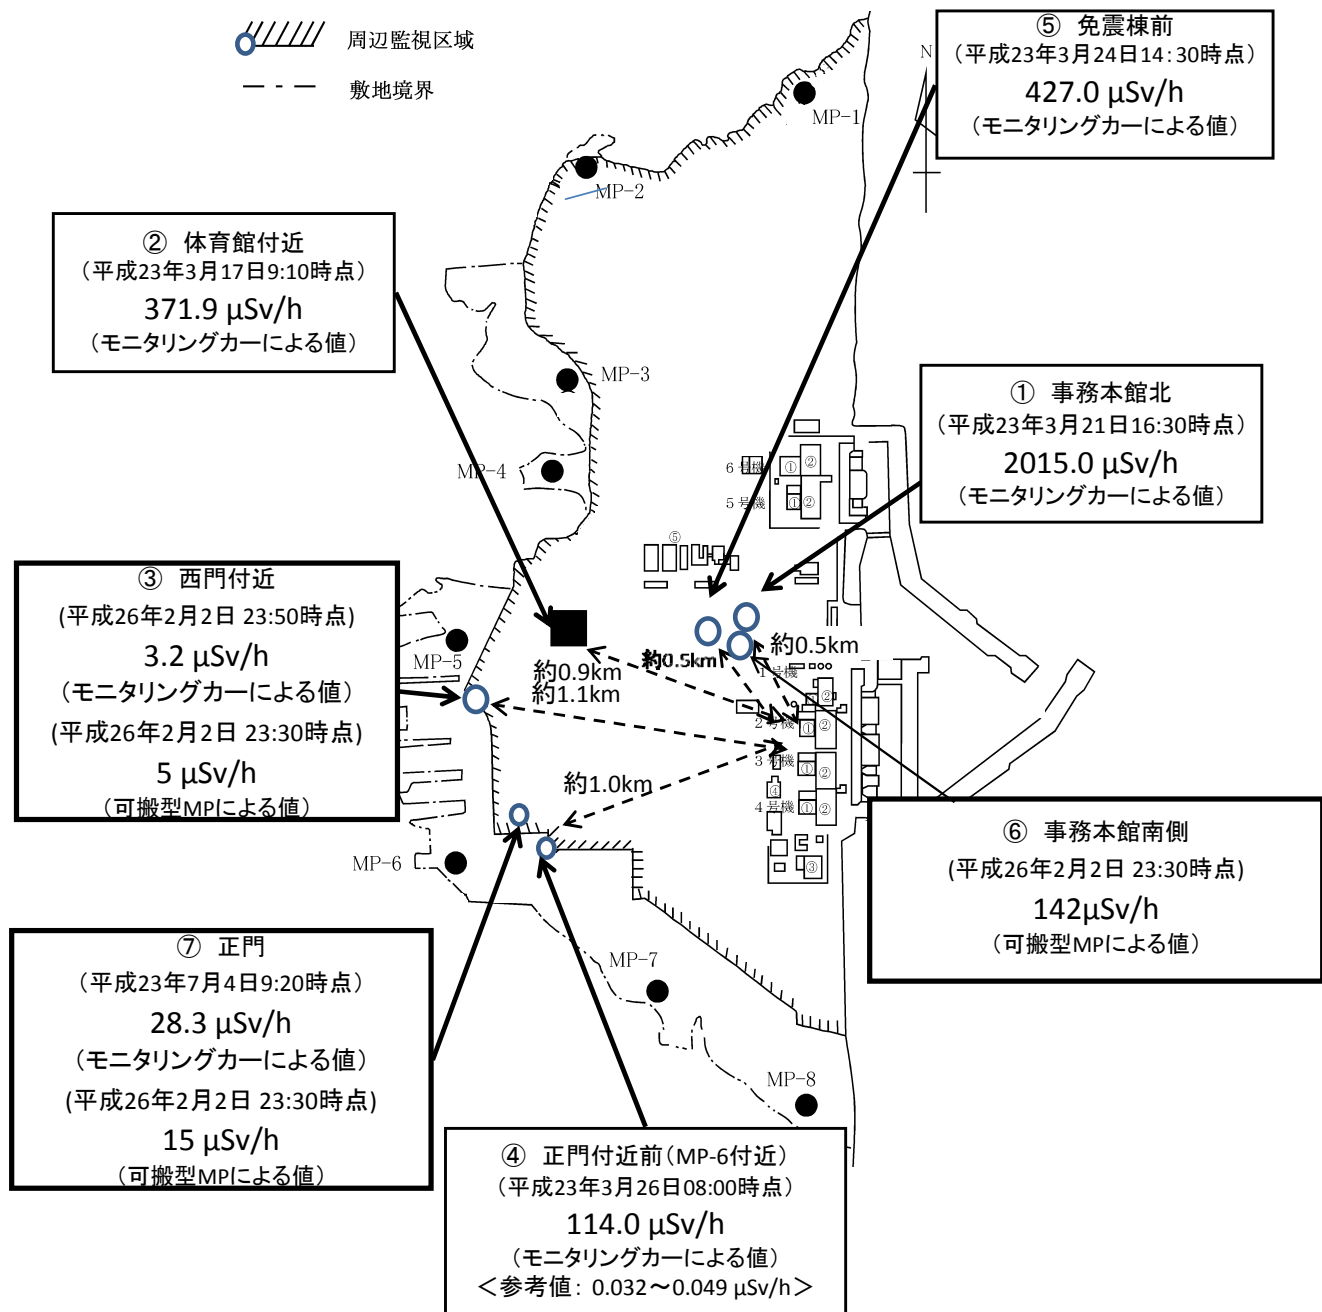 周辺監視区域
敷地境界
N
MP-1
MP-2
MP-3
MP-4
MP-5
MP-6
MP-7
MP-8
⑤ 免震棟前
（平成23年3月24日14:30時点）
427.0 μSv/h
（モニタリングカーによる値）
② 体育館付近
（平成23年3月17日9:10時点）
371.9 μSv/h
（モニタリングカーによる値）
① 事務本館北
（平成23年3月21日16:30時点）
2015.0 μSv/h
（モニタリングカーによる値）
6号機
① ②
5号機
① ②
⑤
③ 西門付近
(平成26年2月2日 23:50時点)
3.2 μSv/h
（モニタリングカーによる値）
(平成26年2月2日 23:30時点)
5 μSv/h
（可搬型MPによる値）
約0.5km
約0.5km
約0.9km
約1.1km
約1.0km
1号機
②
2号機
① ②
3号機
① ②
④
4号機
① ②
③
⑥ 事務本館南側
(平成26年2月2日 23:30時点)
142μSv/h
（可搬型MPによる値）
⑦ 正門
（平成23年7月4日9:20時点）
28.3 μSv/h
（モニタリングカーによる値）
(平成26年2月2日 23:30時点)
15 μSv/h
（可搬型MPによる値）
④ 正門付近前（MP-6付近）
（平成23年3月26日08:00時点）
114.0 μSv/h
（モニタリングカーによる値）
＜参考値： 0.032～0.049 μSv/h＞